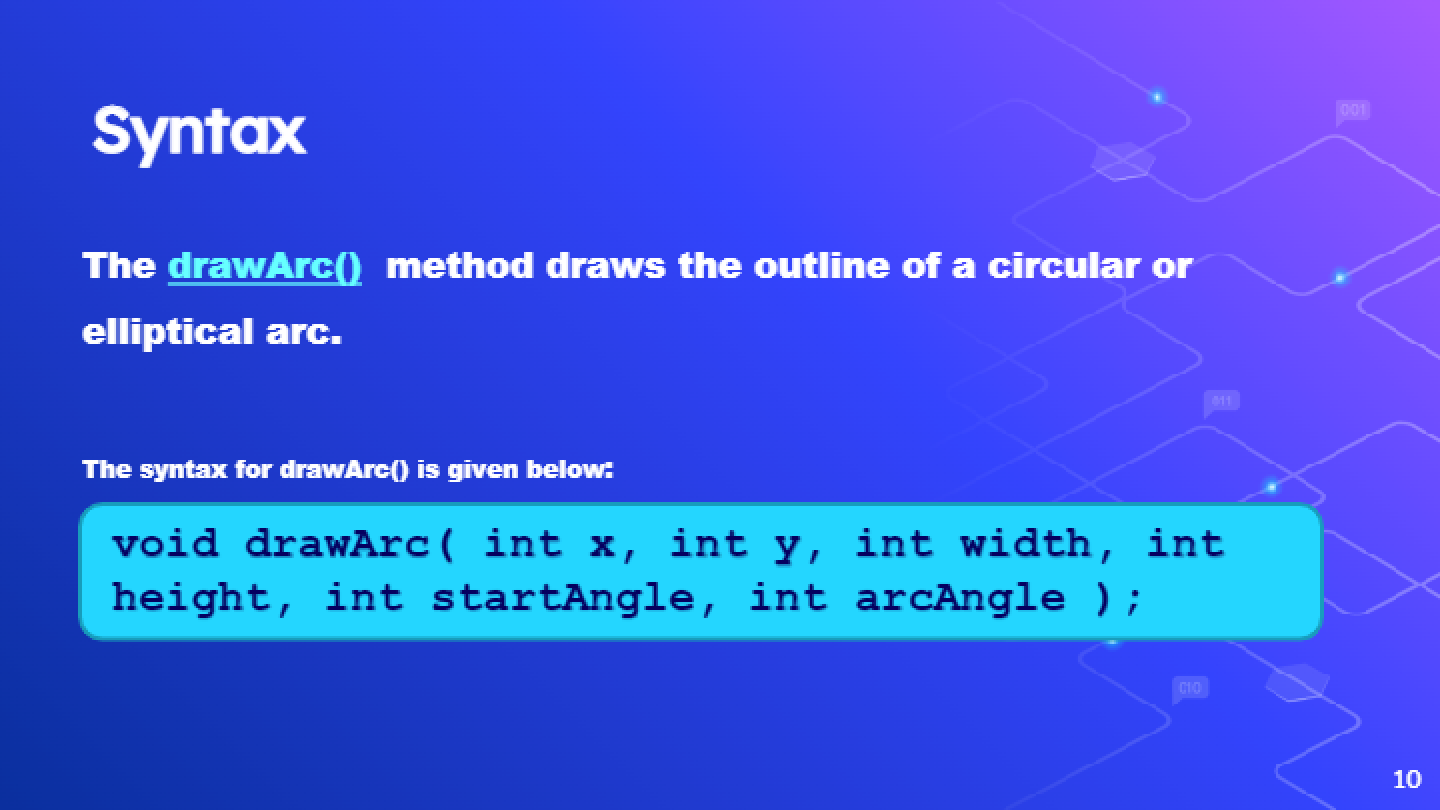 Syntax
001
The drawArc() method draws the outline of a circular or
elliptical arc.
011
The syntax for drawArc() is given below:
void drawArc( int x, int y, int width, int
height, int startAngle, int arcAngle );
010
10